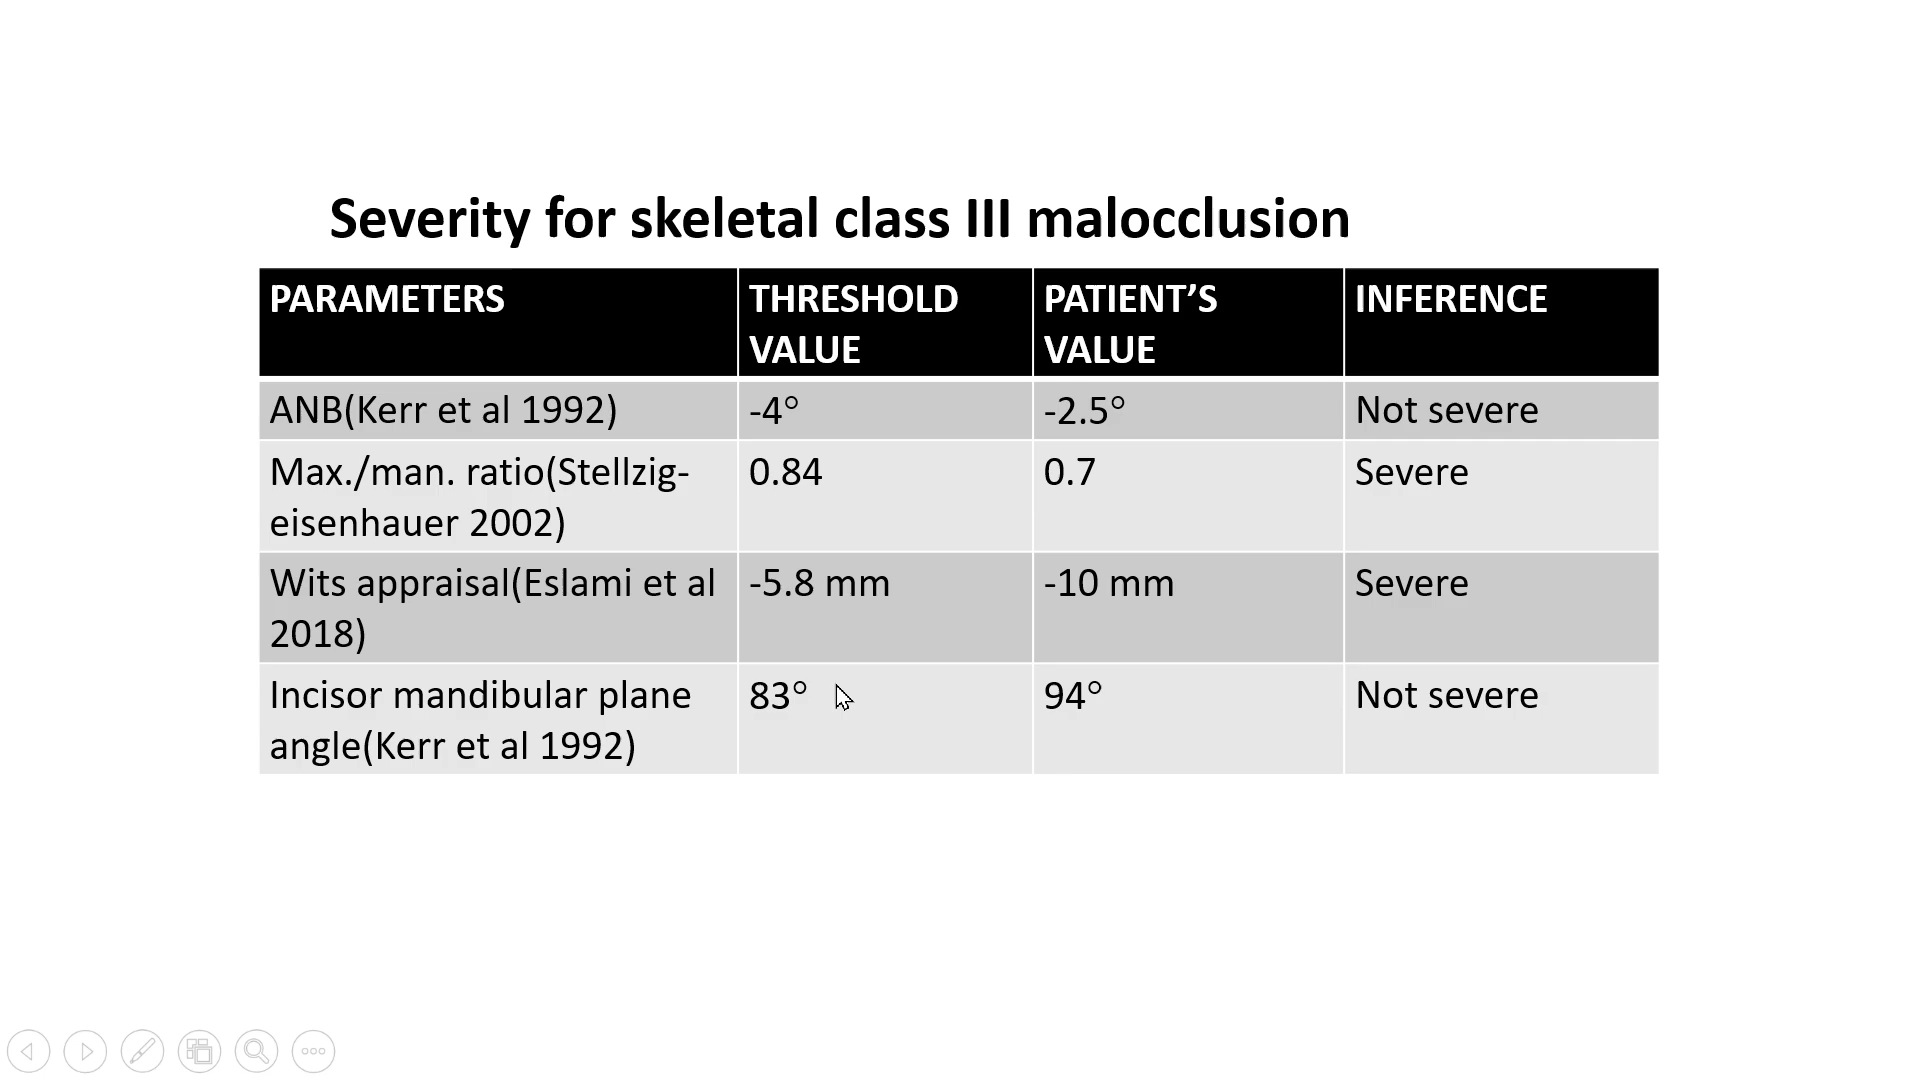 Severity for skeletal class III malocclusion
PARAMETERS
THRESHOLD
VALUE
PATIENT’S
VALUE
INFERENCE
ANB(Kerr et al 1992)
-4°
-2.5°
Not severe
Max./man. ratio(Stellzig-
eisenhauer 2002)
0.84
0.7
Severe
Wits appraisal(Eslami et al
2018)
-5.8 mm
-10 mm
Severe
Incisor mandibular plane
angle(Kerr et al 1992)
83°
94°
Not severe